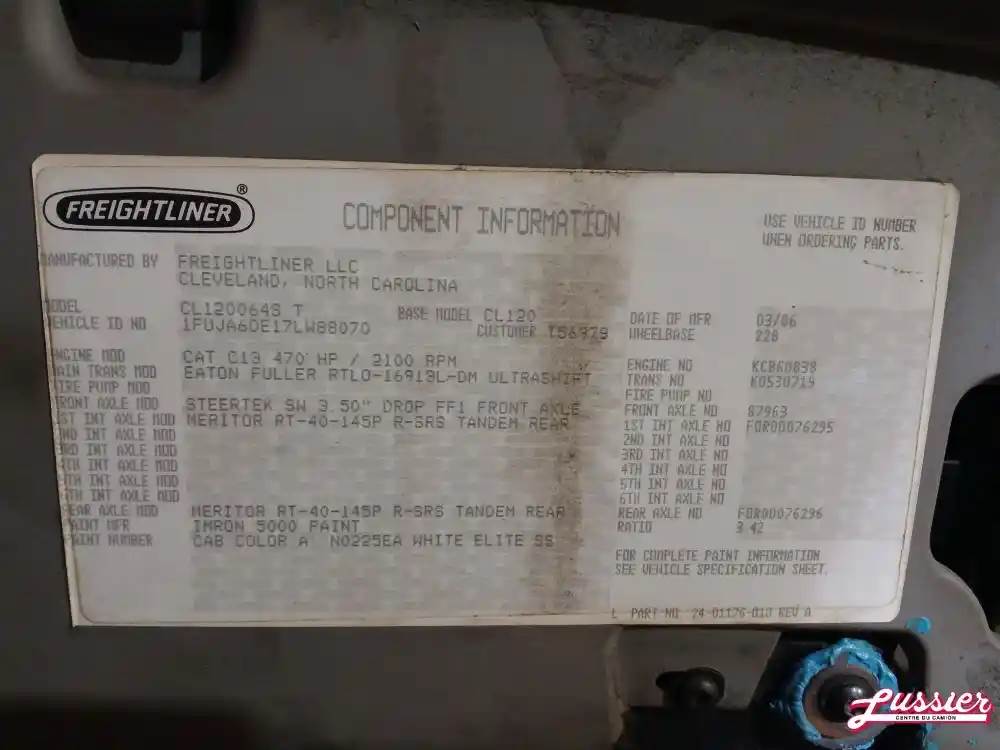 FREIGHTLINER®
COMPONENT INFORMATION
USE VEHICLE ID NUMBER
WHEN ORDERING PARTS.
MANUFACTURED BY FREIGHTLINER LLC
CLEVELAND, NORTH CAROLINA
MODEL CL120064S T BASE MODEL CL120 DATE OF MFR 03/06
VEHICLE ID NO 1FUJA6DE17LW88070 CUSTOMER T56979 WHEELBASE 228
ENGINE MOD CAT C13 470 HP / 2100 RPM ENGINE NO KCB60838
MAIN TRANS MOD EATON FULLER RTLO-16913L-DM ULTRASHIFT TRANS NO K0530719
FIRE PUMP MOD FIRE PUMP NO
FRONT AXLE MOD STEERTEK SW 3.50" DROP FF1 FRONT AXLE FRONT AXLE NO 87963
1ST INT AXLE MOD MERITOR RT-40-145P R-SRS TANDEM REAR 1ST INT AXLE NO FOR00076295
2ND INT AXLE MOD 2ND INT AXLE NO
3RD INT AXLE MOD 3RD INT AXLE NO
4TH INT AXLE MOD 4TH INT AXLE NO
5TH INT AXLE MOD 5TH INT AXLE NO
6TH INT AXLE MOD 6TH INT AXLE NO
REAR AXLE MOD MERITOR RT-40-145P R-SRS TANDEM REAR REAR AXLE NO FOR00076296
PAINT MFR IMRON 5000 PAINT RATIO 3.42
PAINT NUMBER CAB COLOR A N0225EA WHITE ELITE SS
FOR COMPLETE PAINT INFORMATION
SEE VEHICLE SPECIFICATION SHEET.
PART NO 24-01176-010 REV A
Lussier
CENTRE DU CAMION